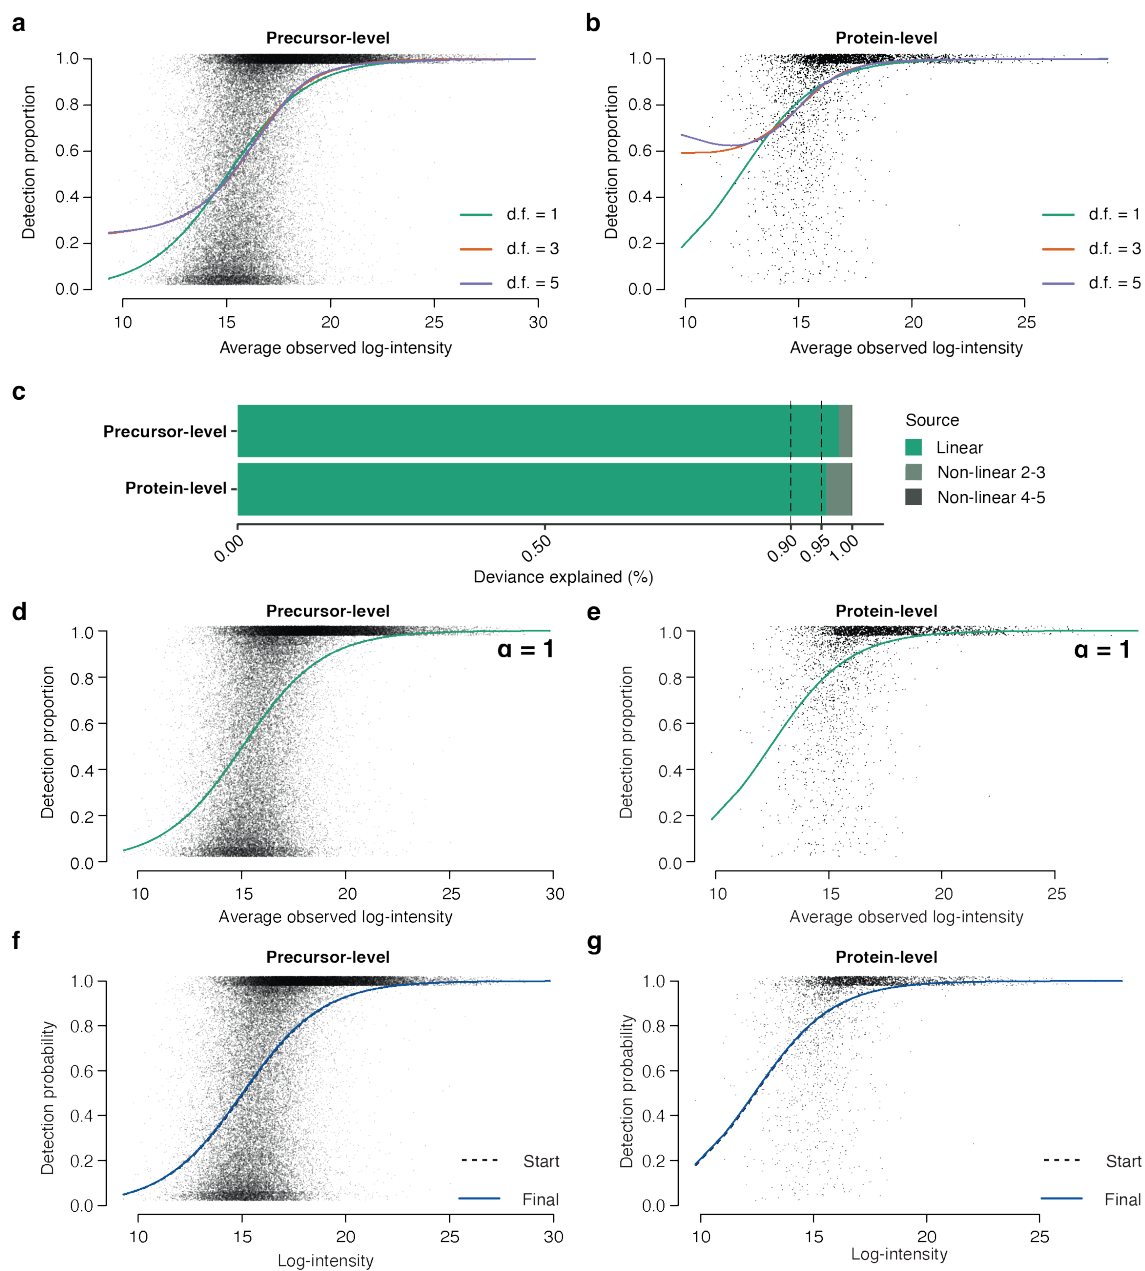 a
Precursor-level
1.0
0.8
0.6
0.4
0.2
0.0
Detection proportion
d.f. = 1
d.f. = 3
d.f. = 5
10 15 20 25 30
Average observed log-intensity
b
Protein-level
1.0
0.8
0.6
0.4
0.2
0.0
Detection proportion
d.f. = 1
d.f. = 3
d.f. = 5
10 15 20 25
Average observed log-intensity
c
Precursor-level
Protein-level
0.00 0.50 0.90 0.95 1.00
Deviance explained (%)
Source
Linear
Non-linear 2-3
Non-linear 4-5
d
Precursor-level
1.0
0.8
0.6
0.4
0.2
0.0
Detection proportion
α = 1
10 15 20 25 30
Average observed log-intensity
e
Protein-level
1.0
0.8
0.6
0.4
0.2
0.0
Detection proportion
α = 1
10 15 20 25
Average observed log-intensity
f
Precursor-level
1.0
0.8
0.6
0.4
0.2
0.0
Detection probability
Start
Final
10 15 20 25 30
Log-intensity
g
Protein-level
1.0
0.8
0.6
0.4
0.2
0.0
Detection probability
Start
Final
10 15 20 25
Log-intensity